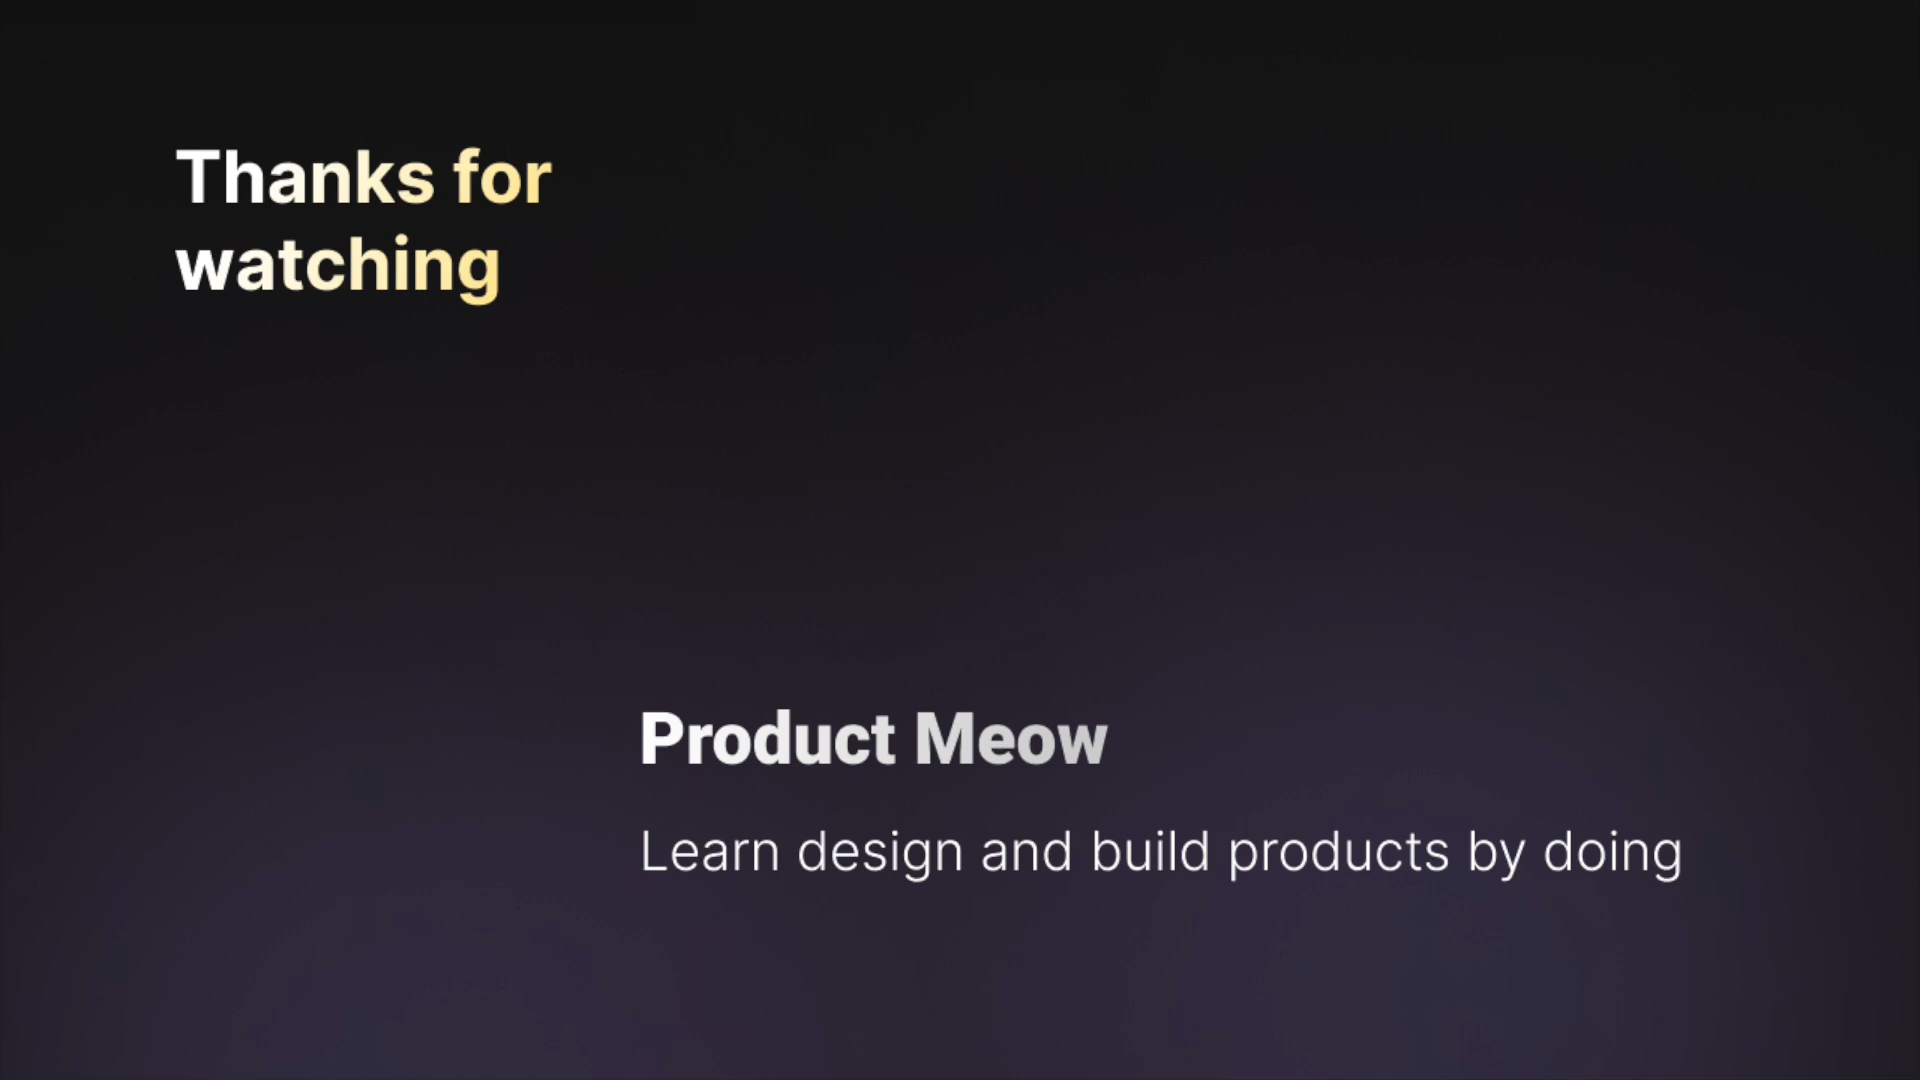 Thanks for
watching
Product Meow
Learn design and build products by doing